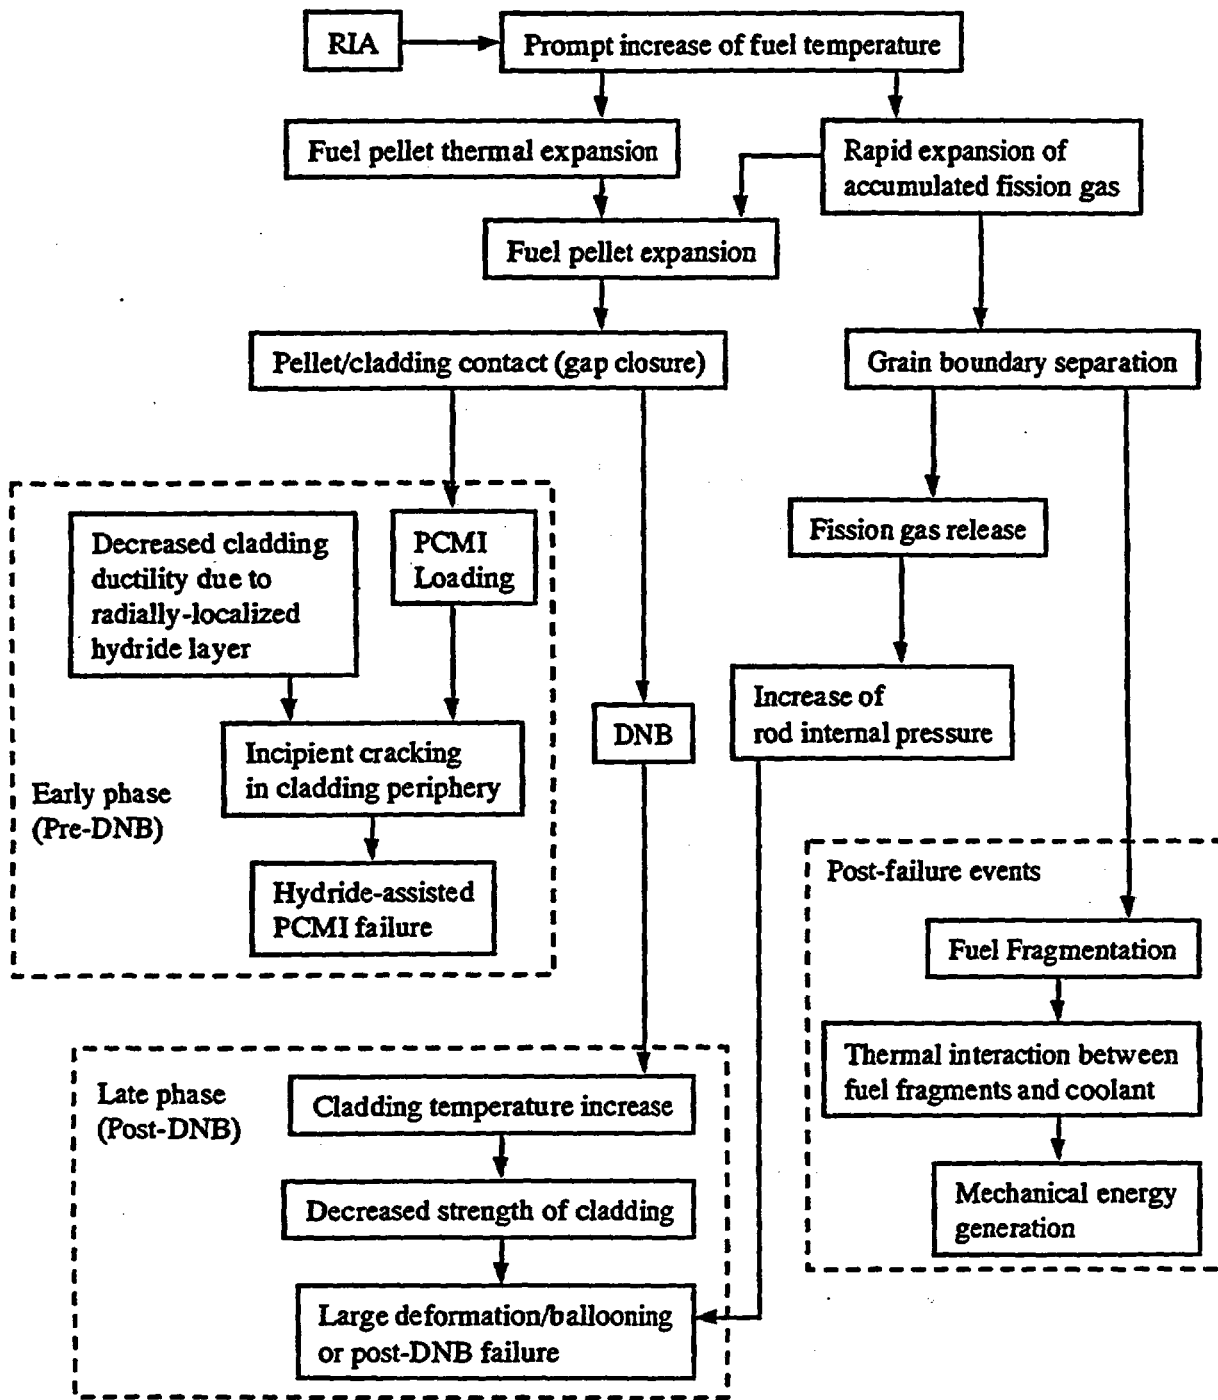 RIA
Prompt increase of fuel temperature
Fuel pellet thermal expansion
Rapid expansion of
accumulated fission gas
Fuel pellet expansion
Pellet/cladding contact (gap closure)
Grain boundary separation
Decreased cladding
ductility due to
radially-localized
hydride layer
PCMI
Loading
Fission gas release
Increase of
rod internal pressure
DNB
Incipient cracking
in cladding periphery
Early phase
(Pre-DNB)
Hydride-assisted
PCMI failure
Post-failure events
Fuel Fragmentation
Thermal interaction between
fuel fragments and coolant
Mechanical energy
generation
Late phase
(Post-DNB)
Cladding temperature increase
Decreased strength of cladding
Large deformation/ballooning
or post-DNB failure